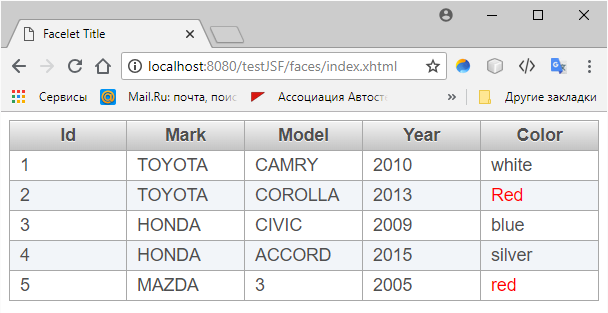 Facelet Title
localhost:8080/testJSF/faces/index.xhtml
Сервисы @ Mail.Ru: почта, поис Ассоциация Автост » Другие закладки
Id Mark Model Year Color
1 TOYOTA CAMRY 2010 white
2 TOYOTA COROLLA 2013 Red
3 HONDA CIVIC 2009 blue
4 HONDA ACCORD 2015 silver
5 MAZDA 3 2005 red